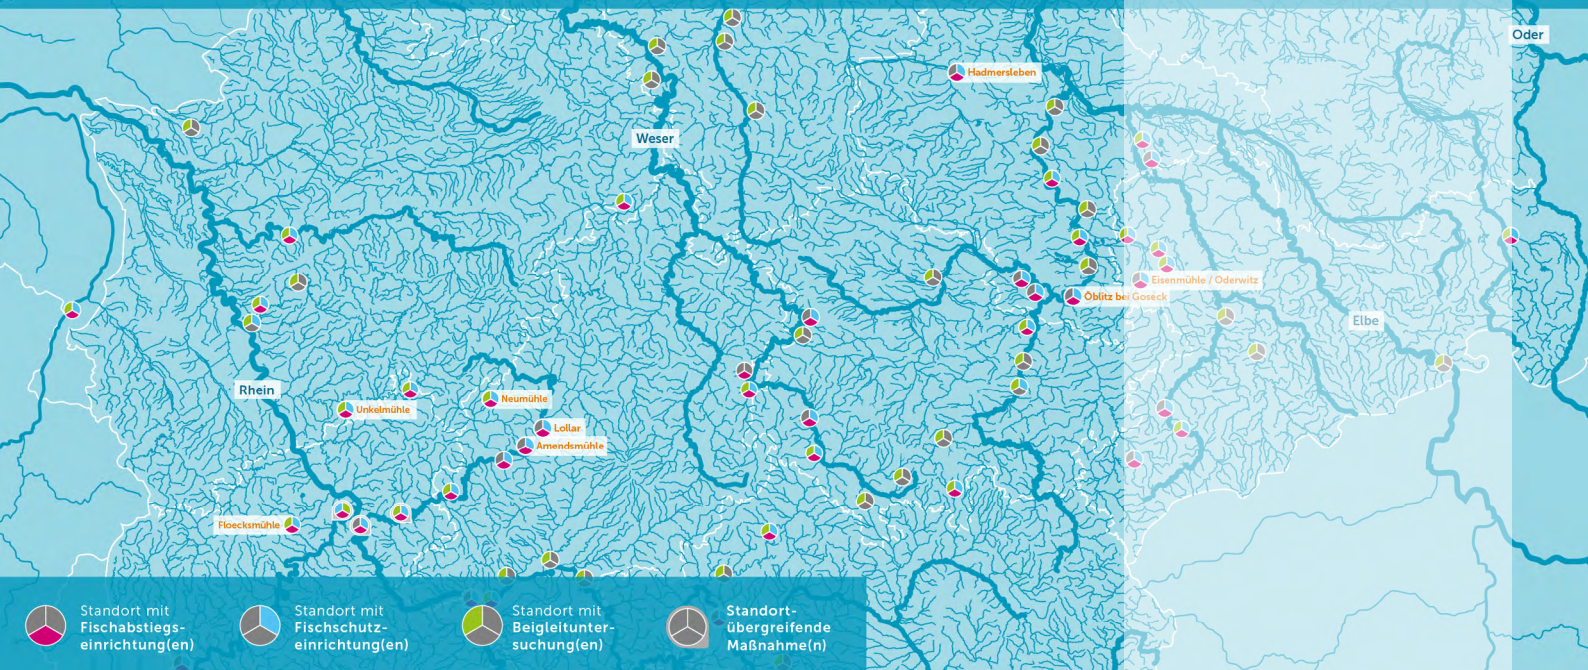 Oder
Hadmersleben
Weser
Eisenmühle / Oderwitz
Öblitz bei Goseck
Elbe
Rhein
Neumühle
Unkelmühle
Lollar
Amendsmühle
Floecksmühle
Standort mit
Fischabstiegs-
einrichtung(en)
Standort mit
Fischschutz-
einrichtung(en)
Standort mit
Beigleitunter-
suchung(en)
Standort-
übergreifende
Maßnahme(n)